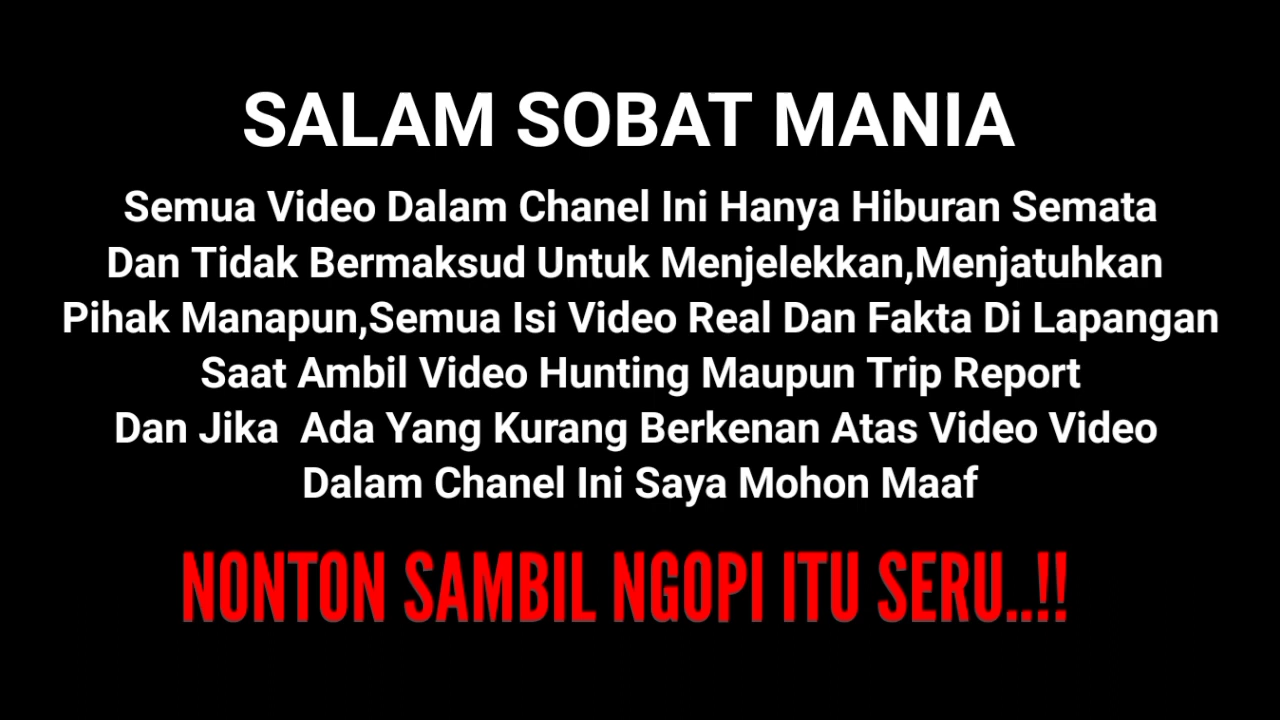 SALAM SOBAT MANIA
Semua Video Dalam Chanel Ini Hanya Hiburan Semata
Dan Tidak Bermaksud Untuk Menjelekkan,Menjatuhkan
Pihak Manapun,Semua Isi Video Real Dan Fakta Di Lapangan
Saat Ambil Video Hunting Maupun Trip Report
Dan Jika  Ada Yang Kurang Berkenan Atas Video Video
Dalam Chanel Ini Saya Mohon Maaf
NONTON SAMBIL NGOPI ITU SERU..!!